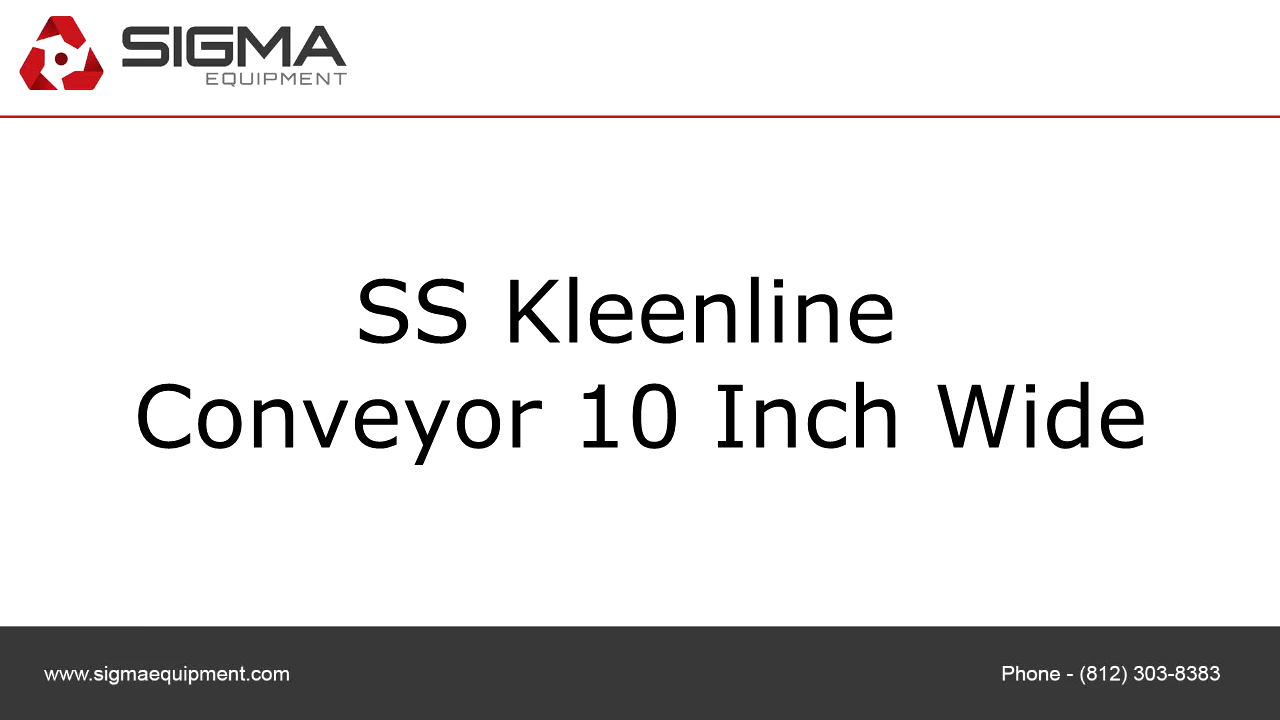 SIGMA
EQUIPMENT
SS Kleenline
Conveyor 10 Inch Wide
www.sigmaequipment.com
Phone - (812) 303-8383